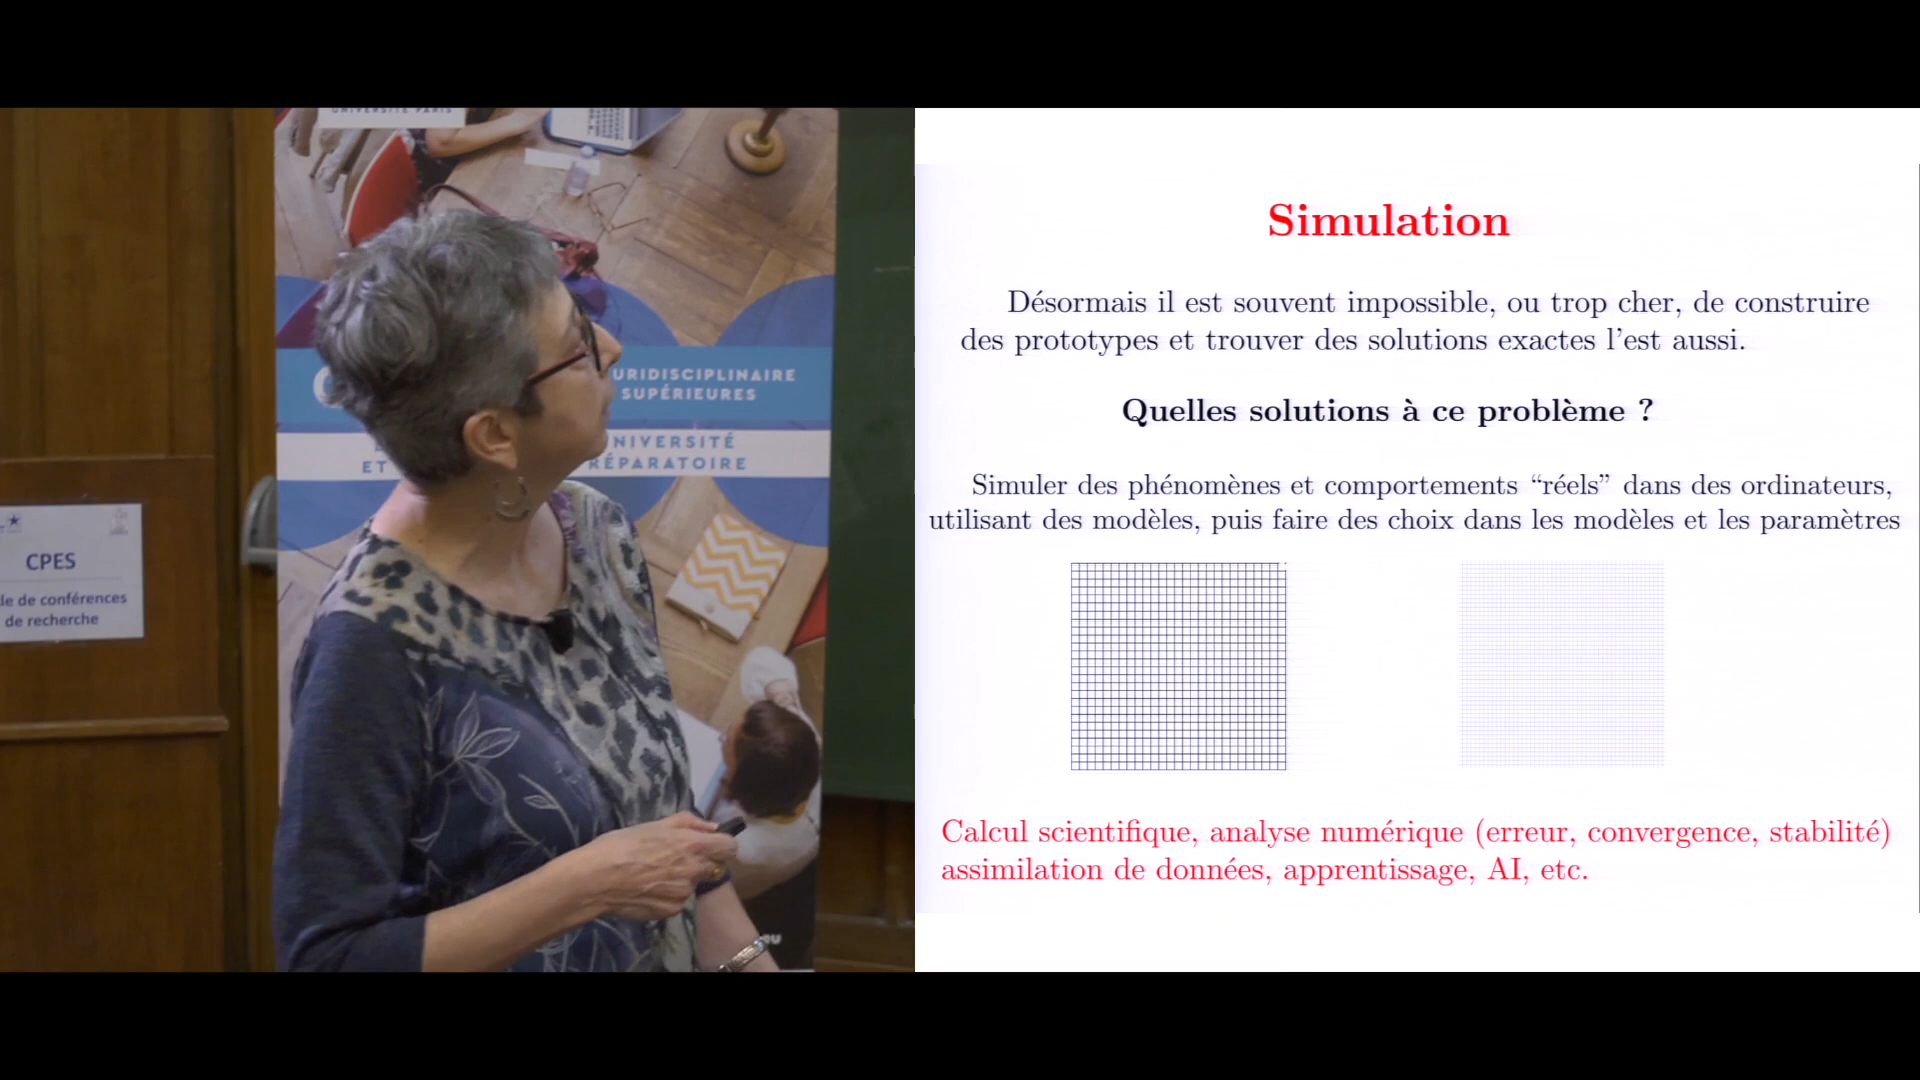 UNIVERSITÉ PARIS
URIDISCIPLINAIRE
SUPÉRIEURES
NIVERSITÉ
ET
RÉPARATOIRE
CPES
le de conférences
de recherche
Simulation
Désormais il est souvent impossible, ou trop cher, de construire
des prototypes et trouver des solutions exactes l'est aussi.
Quelles solutions à ce problème ?
Simuler des phénomènes et comportements “réels” dans des ordinateurs,
utilisant des modèles, puis faire des choix dans les modèles et les paramètres
Calcul scientifique, analyse numérique (erreur, convergence, stabilité)
assimilation de données, apprentissage, AI, etc.